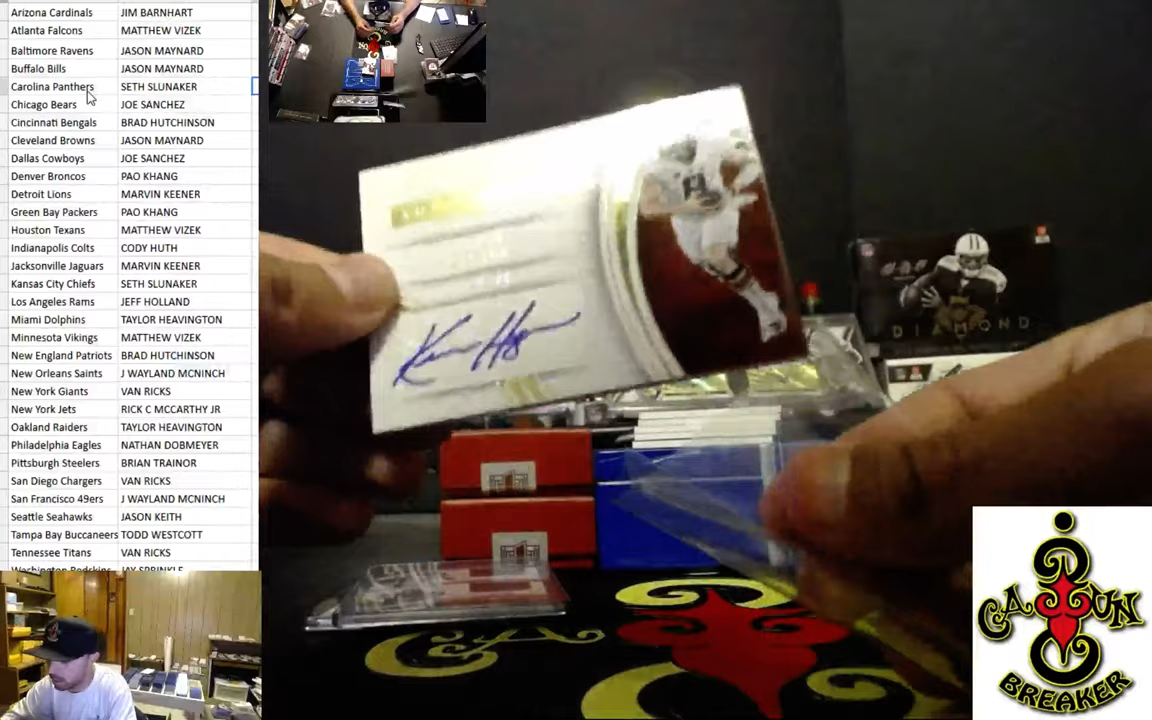 Arizona Cardinals JIM BARNHART
Atlanta Falcons MATTHEW VIZEK
Baltimore Ravens JASON MAYNARD
Buffalo Bills JASON MAYNARD
Carolina Panthers SETH SLUNAKER
Chicago Bears JOE SANCHEZ
Cincinnati Bengals BRAD HUTCHINSON
Cleveland Browns JASON MAYNARD
Dallas Cowboys JOE SANCHEZ
Denver Broncos PAO KHANG
Detroit Lions MARVIN KEENER
Green Bay Packers PAO KHANG
Houston Texans MATTHEW VIZEK
Indianapolis Colts CODY HUTH
Jacksonville Jaguars MARVIN KEENER
Kansas City Chiefs SETH SLUNAKER
Los Angeles Rams JEFF HOLLAND
Miami Dolphins TAYLOR HEAVINGTON
Minnesota Vikings MATTHEW VIZEK
New England Patriots BRAD HUTCHINSON
New Orleans Saints J WAYLAND MCNINCH
New York Giants VAN RICKS
New York Jets RICK C MCCARTHY JR
Oakland Raiders TAYLOR HEAVINGTON
Philadelphia Eagles NATHAN DOBMEYER
Pittsburgh Steelers BRIAN TRAINOR
San Diego Chargers VAN RICKS
San Francisco 49ers J WAYLAND MCNINCH
Seattle Seahawks JASON KEITH
Tampa Bay Buccaneers TODD WESTCOTT
Tennessee Titans VAN RICKS
Washington Redskins JAY SPRINKLE
DIAMOND
CAJUN
BREAKER